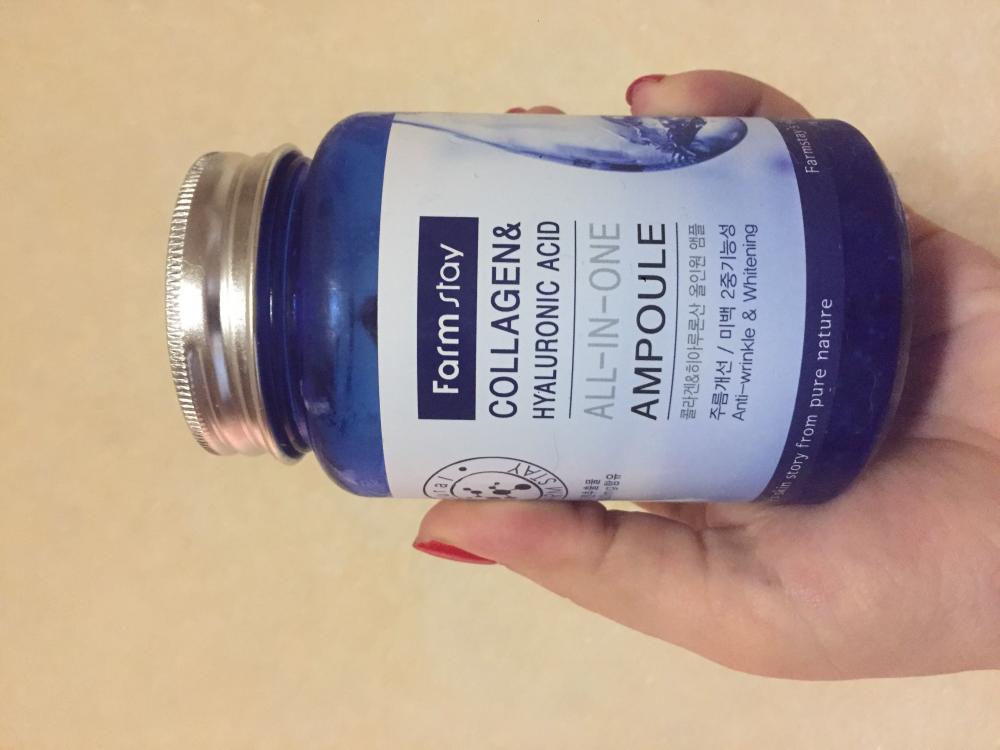 Farm stay
COLLAGEN&
HYALURONIC ACID
ALL-IN-ONE
AMPOULE
콜라겐&히아루론산 올인원 앰플
주름개선 / 미백 2중기능성
Anti-wrinkle & Whitening
skin story from pure nature
Farmstay's